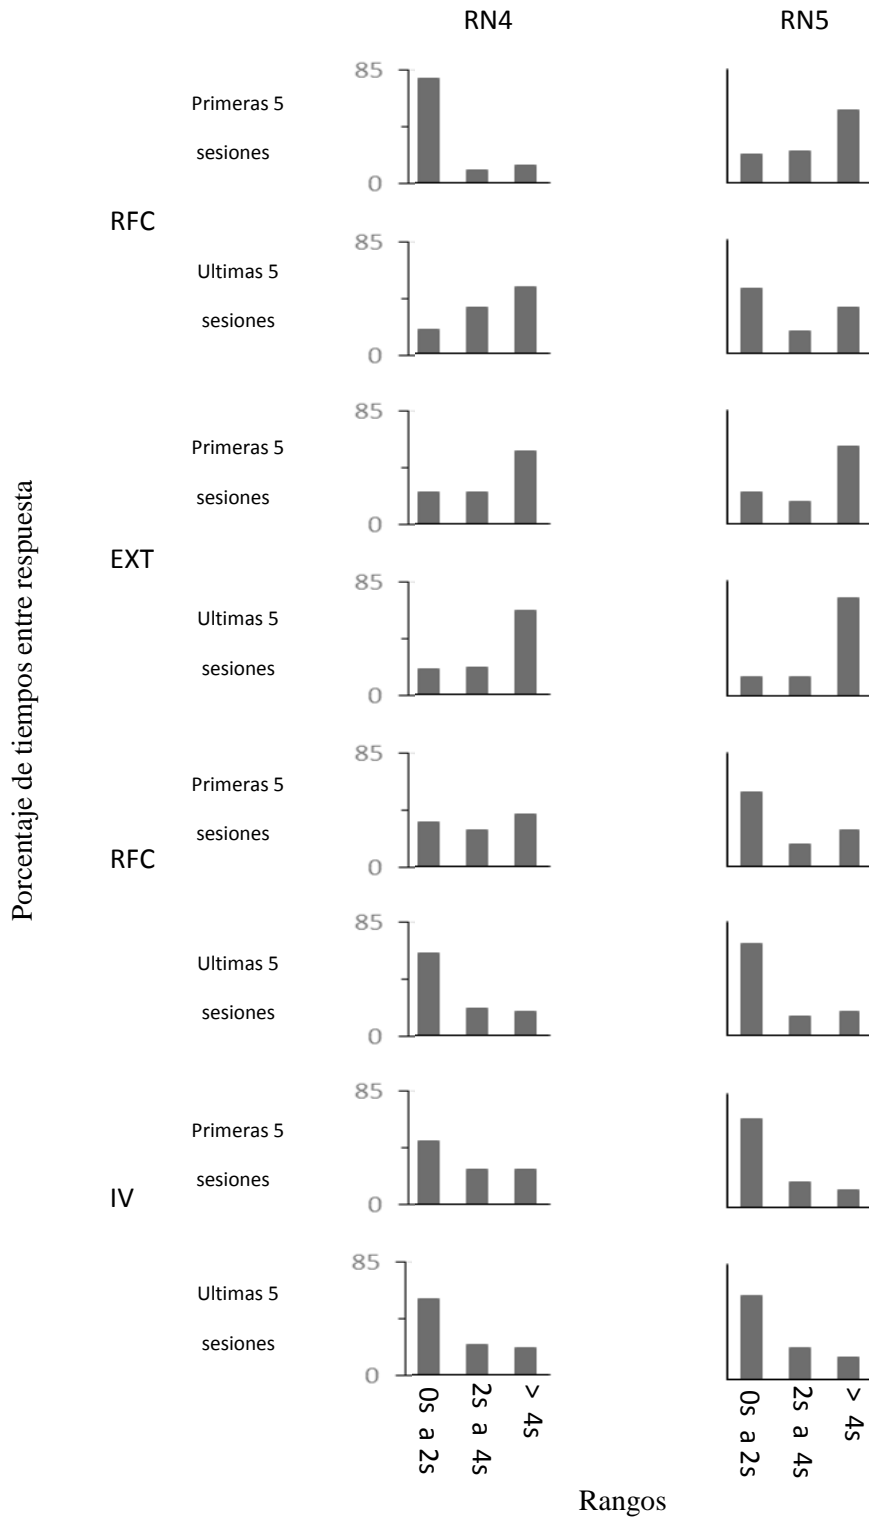 RN4
RN5
85
Primeras 5
sesiones
0
RFC
85
Ultimas 5
sesiones
0
85
Primeras 5
sesiones
0
EXT
85
Ultimas 5
sesiones
0
Porcentaje de tiempos entre respuesta
85
Primeras 5
sesiones
0
RFC
85
Ultimas 5
sesiones
0
85
Primeras 5
sesiones
0
IV
85
Ultimas 5
sesiones
0
0s a 2s
2s a 4s
> 4s
0s a 2s
2s a 4s
> 4s
Rangos